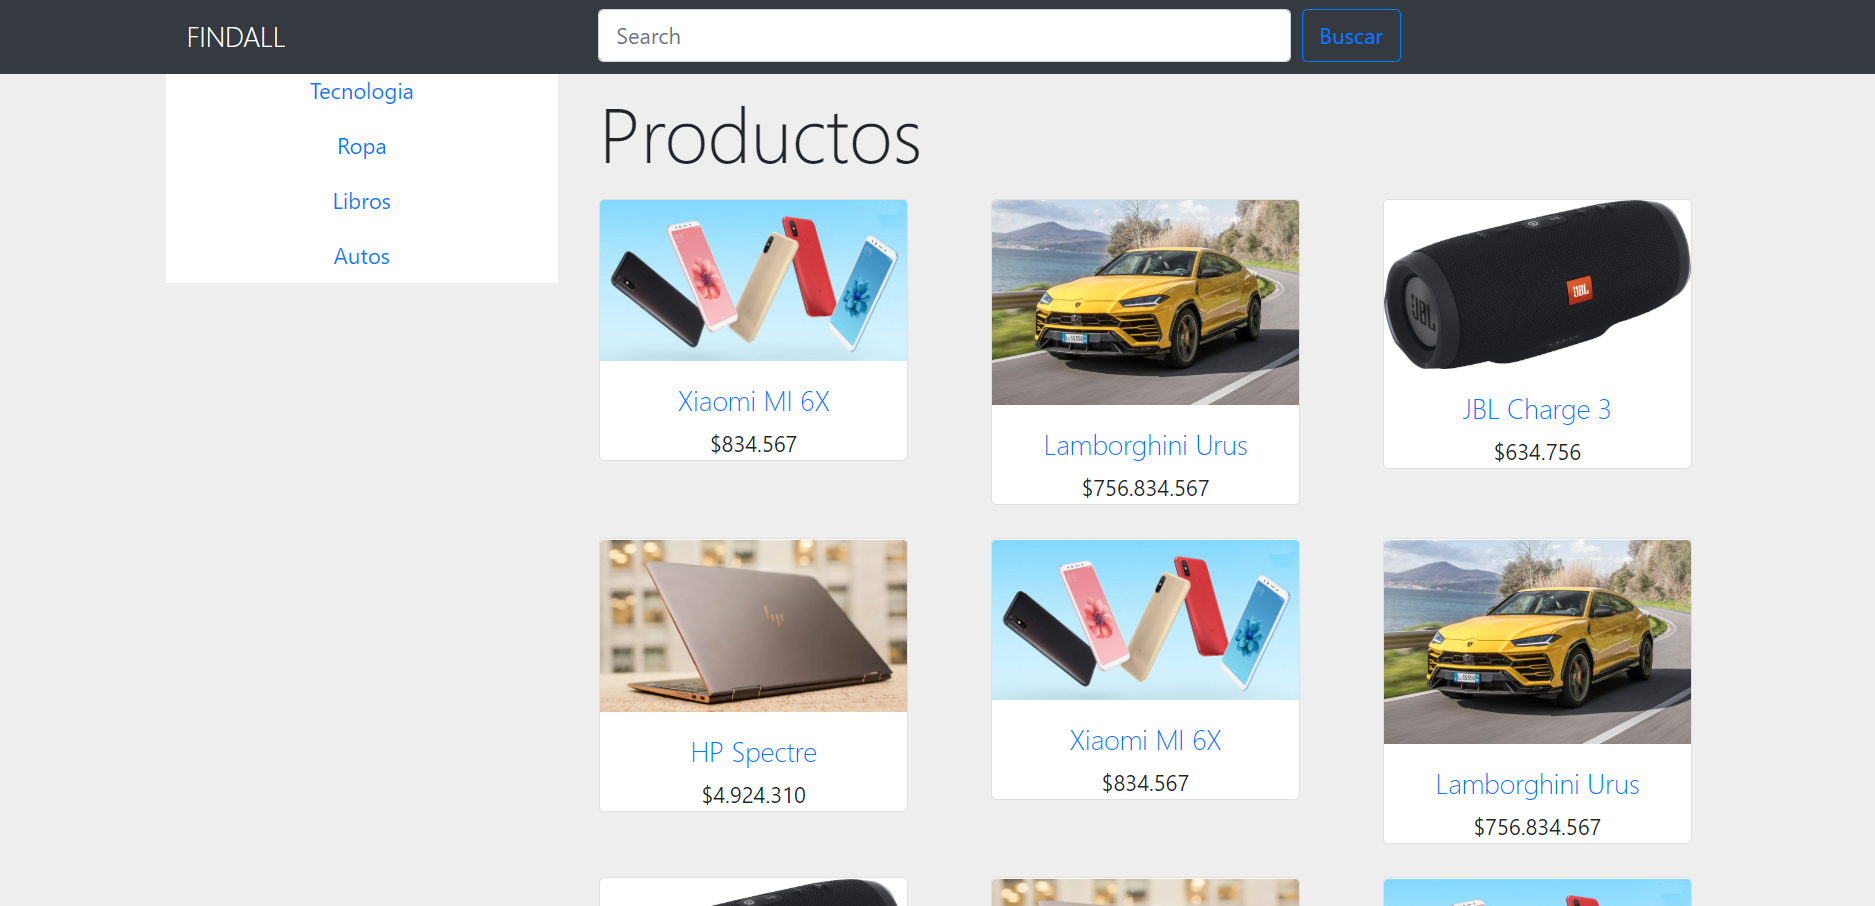 FINDALL
Search
Buscar
Tecnologia
Ropa
Libros
Autos
Productos
Xiaomi MI 6X
$834.567
Lamborghini Urus
$756.834.567
JBL
JBL
JBL Charge 3
$634.756
hp
HP Spectre
$4.924.310
Xiaomi MI 6X
$834.567
Lamborghini Urus
$756.834.567